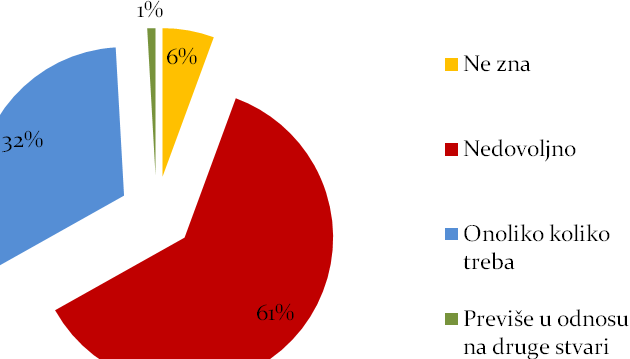 1%
6%
32%
61%
Ne zna
Nedovoljno
Onoliko koliko
treba
Previše u odnosu
na druge stvari